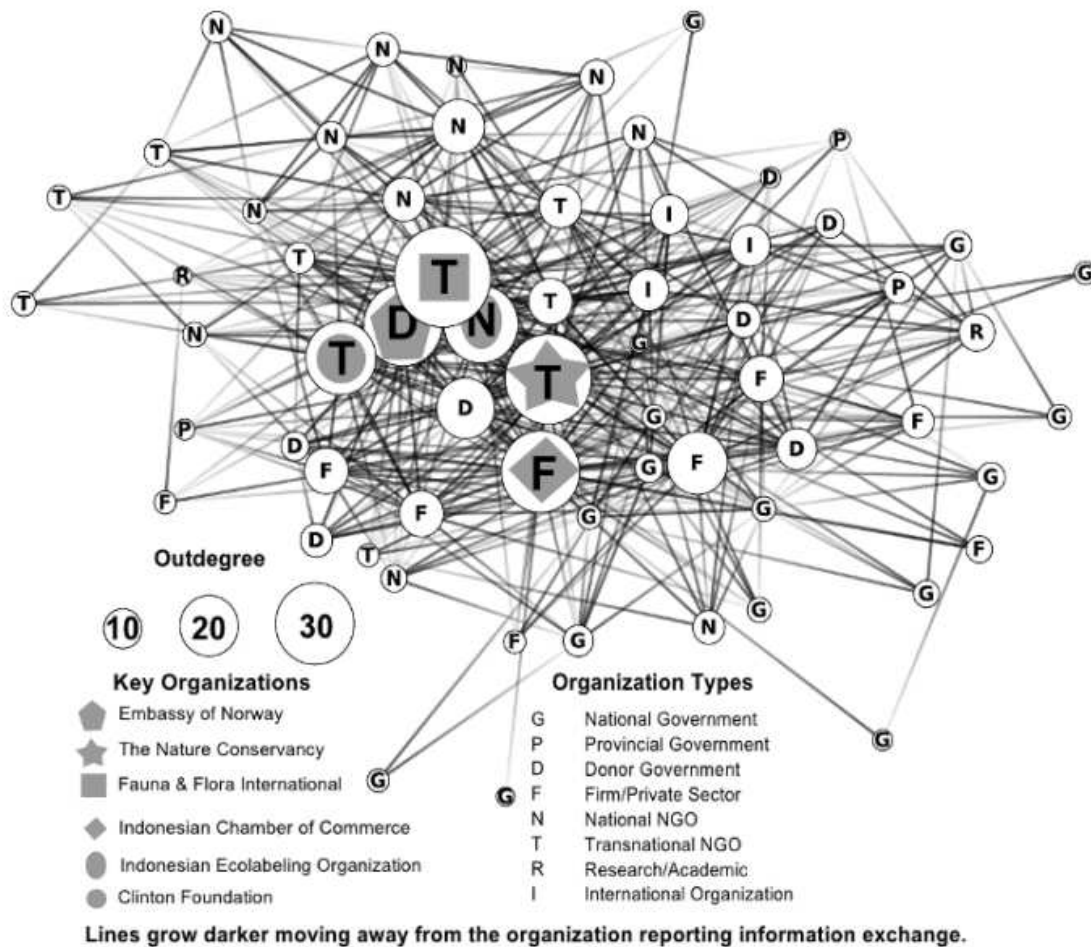 G
N
N
N N
N N N P
T
D
T N T N I D
I G
T
R T G
P I
T T
D N D
N R G
T
T F
D G G F
P
D D
F F G F G
F F G G
D T F
N G G
F G N
Outdegree
10 20 30
Key Organizations
Embassy of Norway
The Nature Conservancy
Fauna & Flora International
Indonesian Chamber of Commerce
Indonesian Ecolabeling Organization
Clinton Foundation
G
G
G
Organization Types
G National Government
P Provincial Government
D Donor Government
F Firm/Private Sector
N National NGO
T Transnational NGO
R Research/Academic
I International Organization
Lines grow darker moving away from the organization reporting information exchange.